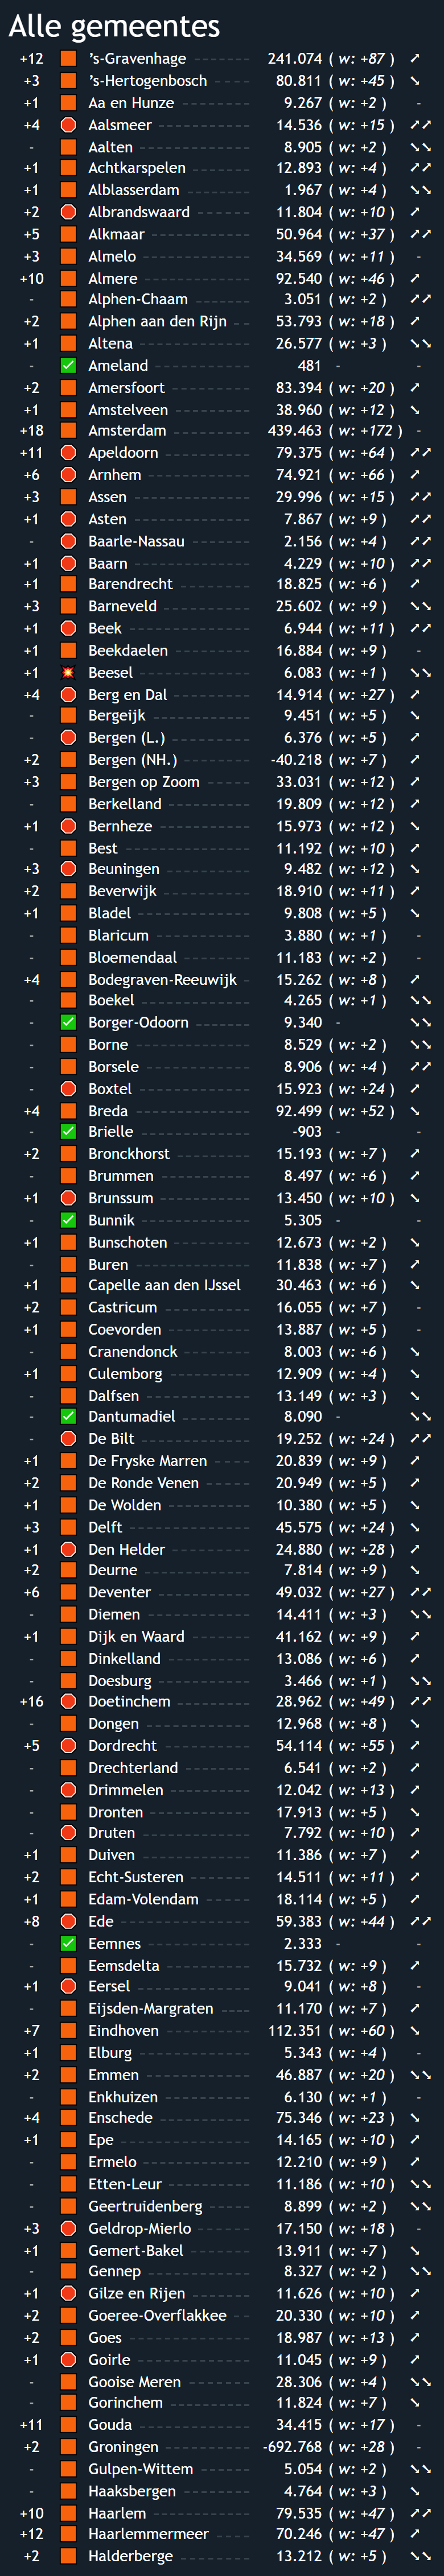 Alle gemeentes
+12 's-Gravenhage 241.074 ( w: +87 )
+3 's-Hertogenbosch 80.811 ( w: +45 )
+1 Aa en Hunze 9.267 ( w: +2 ) -
+4 Aalsmeer 14.536 ( w: +15 )
- Aalten 8.905 ( w: +2 )
+1 Achtkarspelen 12.893 ( w: +4 )
+1 Alblasserdam 1.967 ( w: +4 )
+2 Albrandswaard 11.804 ( w: +10 )
+5 Alkmaar 50.964 ( w: +37 )
+3 Almelo 34.569 ( w: +11 ) -
+10 Almere 92.540 ( w: +46 )
- Alphen-Chaam 3.051 ( w: +2 )
+2 Alphen aan den Rijn 53.793 ( w: +18 )
+1 Altena 26.577 ( w: +3 )
- Ameland 481 - -
+2 Amersfoort 83.394 ( w: +20 )
+1 Amstelveen 38.960 ( w: +12 )
+18 Amsterdam 439.463 ( w: +172 ) -
+11 Apeldoorn 79.375 ( w: +64 )
+6 Arnhem 74.921 ( w: +66 )
+3 Assen 29.996 ( w: +15 )
+1 Asten 7.867 ( w: +9 )
- Baarle-Nassau 2.156 ( w: +4 )
+1 Baarn 4.229 ( w: +10 )
+1 Barendrecht 18.825 ( w: +6 )
+3 Barneveld 25.602 ( w: +9 )
+1 Beek 6.944 ( w: +11 )
+1 Beekdaelen 16.884 ( w: +9 ) -
+1 Beesel 6.083 ( w: +1 )
+4 Berg en Dal 14.914 ( w: +27 )
- Bergeijk 9.451 ( w: +5 )
- Bergen (L.) 6.376 ( w: +5 )
+2 Bergen (NH.) -40.218 ( w: +7 )
+3 Bergen op Zoom 33.031 ( w: +12 )
- Berkelland 19.809 ( w: +12 )
+1 Bernheze 15.973 ( w: +12 )
- Best 11.192 ( w: +10 )
+3 Beuningen 9.482 ( w: +12 )
+2 Beverwijk 18.910 ( w: +11 )
+1 Bladel 9.808 ( w: +5 )
- Blaricum 3.880 ( w: +1 ) -
- Bloemendaal 11.183 ( w: +2 ) -
+4 Bodegraven-Reeuwijk 15.262 ( w: +8 )
- Boekel 4.265 ( w: +1 )
- Borger-Odoorn 9.340 -
- Borne 8.529 ( w: +2 )
- Borsele 8.906 ( w: +4 )
- Boxtel 15.923 ( w: +24 )
+4 Breda 92.499 ( w: +52 )
- Brielle -903 - -
+2 Bronckhorst 15.193 ( w: +7 )
- Brummen 8.497 ( w: +6 )
+1 Brunssum 13.450 ( w: +10 )
- Bunnik 5.305 - -
+1 Bunschoten 12.673 ( w: +2 )
- Buren 11.838 ( w: +7 )
+1 Capelle aan den IJssel 30.463 ( w: +6 )
+2 Castricum 16.055 ( w: +7 ) -
+1 Coevorden 13.887 ( w: +5 ) -
- Cranendonck 8.003 ( w: +6 )
+1 Culemborg 12.909 ( w: +4 )
- Dalfsen 13.149 ( w: +3 )
- Dantumadiel 8.090 -
- De Bilt 19.252 ( w: +24 )
+1 De Fryske Marren 20.839 ( w: +9 )
+2 De Ronde Venen 20.949 ( w: +5 )
+1 De Wolden 10.380 ( w: +5 )
+3 Delft 45.575 ( w: +24 )
+1 Den Helder 24.880 ( w: +28 )
+2 Deurne 7.814 ( w: +9 )
+6 Deventer 49.032 ( w: +27 )
- Diemen 14.411 ( w: +3 )
+1 Dijk en Waard 41.162 ( w: +9 )
- Dinkelland 13.086 ( w: +6 )
- Doesburg 3.466 ( w: +1 )
+16 Doetinchem 28.962 ( w: +49 )
- Dongen 12.968 ( w: +8 )
+5 Dordrecht 54.114 ( w: +55 )
- Drechterland 6.541 ( w: +2 )
- Drimmelen 12.042 ( w: +13 )
- Dronten 17.913 ( w: +5 )
- Druten 7.792 ( w: +10 )
+1 Duiven 11.386 ( w: +7 )
+2 Echt-Susteren 14.511 ( w: +11 )
+1 Edam-Volendam 18.114 ( w: +5 )
+8 Ede 59.383 ( w: +44 )
- Eemnes 2.333 - -
- Eemsdelta 15.732 ( w: +9 )
+1 Eersel 9.041 ( w: +8 ) -
- Eijsden-Margraten 11.170 ( w: +7 )
+7 Eindhoven 112.351 ( w: +60 )
+1 Elburg 5.343 ( w: +4 ) -
+2 Emmen 46.887 ( w: +20 )
- Enkhuizen 6.130 ( w: +1 ) -
+4 Enschede 75.346 ( w: +23 )
+1 Epe 14.165 ( w: +10 )
- Ermelo 12.210 ( w: +9 )
- Etten-Leur 11.186 ( w: +10 )
- Geertruidenberg 8.899 ( w: +2 )
+3 Geldrop-Mierlo 17.150 ( w: +18 ) -
+1 Gemert-Bakel 13.911 ( w: +7 )
- Gennep 8.327 ( w: +2 )
+1 Gilze en Rijen 11.626 ( w: +10 )
+2 Goeree-Overflakkee 20.330 ( w: +10 )
+2 Goes 18.987 ( w: +13 )
+1 Goirle 11.045 ( w: +9 )
- Gooise Meren 28.306 ( w: +4 )
- Gorinchem 11.824 ( w: +7 )
+11 Gouda 34.415 ( w: +17 ) -
+2 Groningen -692.768 ( w: +28 ) -
- Gulpen-Wittem 5.054 ( w: +2 )
- Haaksbergen 4.764 ( w: +3 )
+10 Haarlem 79.535 ( w: +47 )
+12 Haarlemmermeer 70.246 ( w: +47 )
+2 Halderberge 13.212 ( w: +5 )